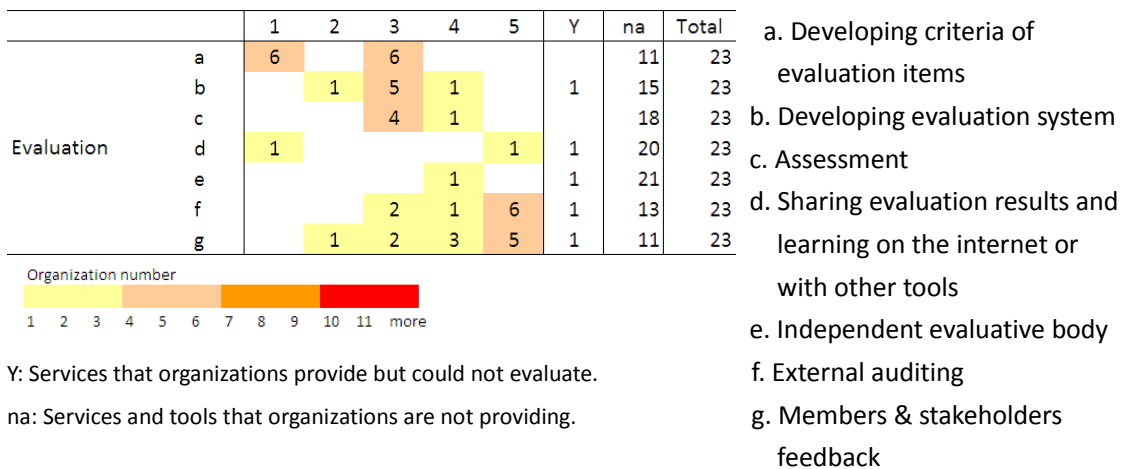 1 2 3 4 5 Y na Total
a 6 6 11 23
b 1 5 1 1 15 23
c 4 1 18 23
Evaluation d 1 1 1 20 23
e 1 1 21 23
f 2 1 6 1 13 23
g 1 2 3 5 1 11 23
Organization number
1 2 3 4 5 6 7 8 9 10 11 more
Y: Services that organizations provide but could not evaluate.
na: Services and tools that organizations are not providing.
a. Developing criteria of
evaluation items
b. Developing evaluation system
c. Assessment
d. Sharing evaluation results and
learning on the internet or
with other tools
e. Independent evaluative body
f. External auditing
g. Members & stakeholders
feedback